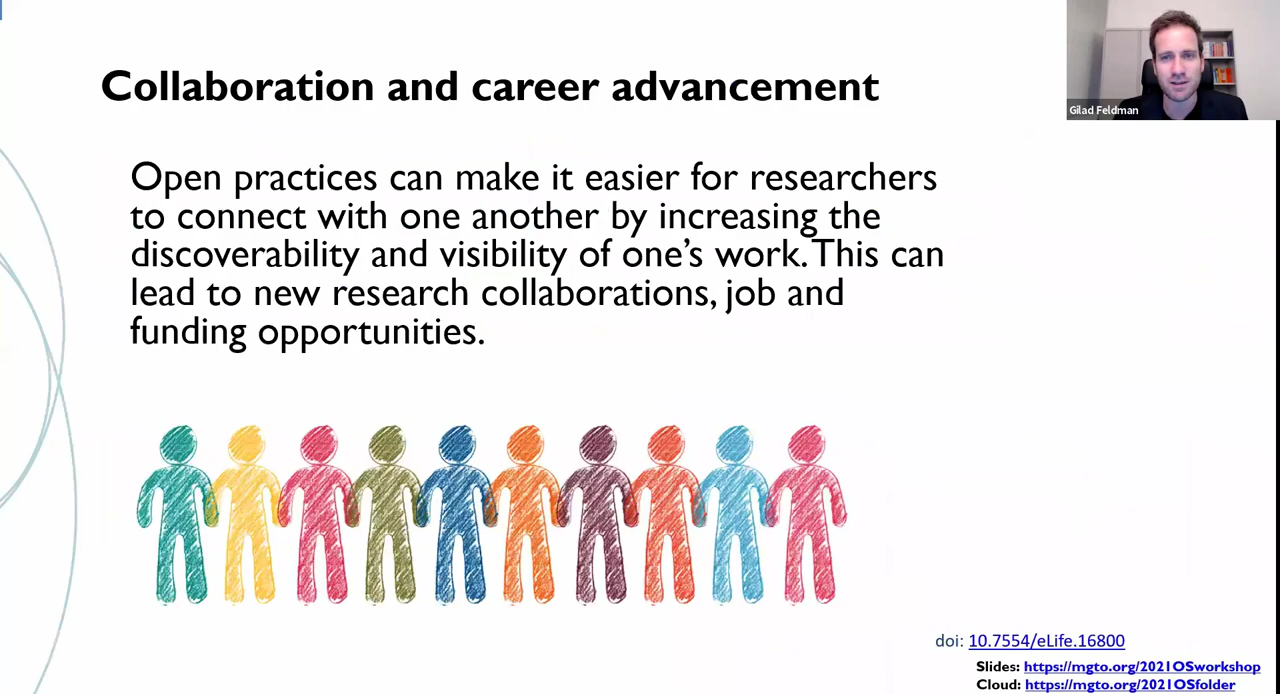 Collaboration and career advancement
Gilad Feldman
Open practices can make it easier for researchers
to connect with one another by increasing the
discoverability and visibility of one’s work. This can
lead to new research collaborations, job and
funding opportunities.
doi: 10.7554/eLife.16800
Slides: https://mgto.org/2021OSworkshop
Cloud: https://mgto.org/2021OSfolder